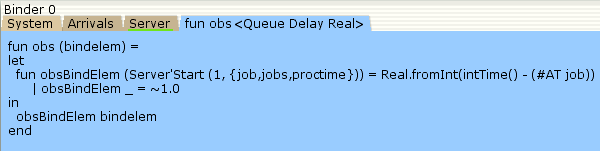 Binder 0
System Arrivals Server fun obs <Queue Delay Real>
fun obs (bindelem) =
let
fun obsBindElem (Server'Start (1, {job,jobs,proctime})) = Real.fromInt(intTime() - (#AT job))
| obsBindElem _ = ~1.0
in
obsBindElem bindelem
end